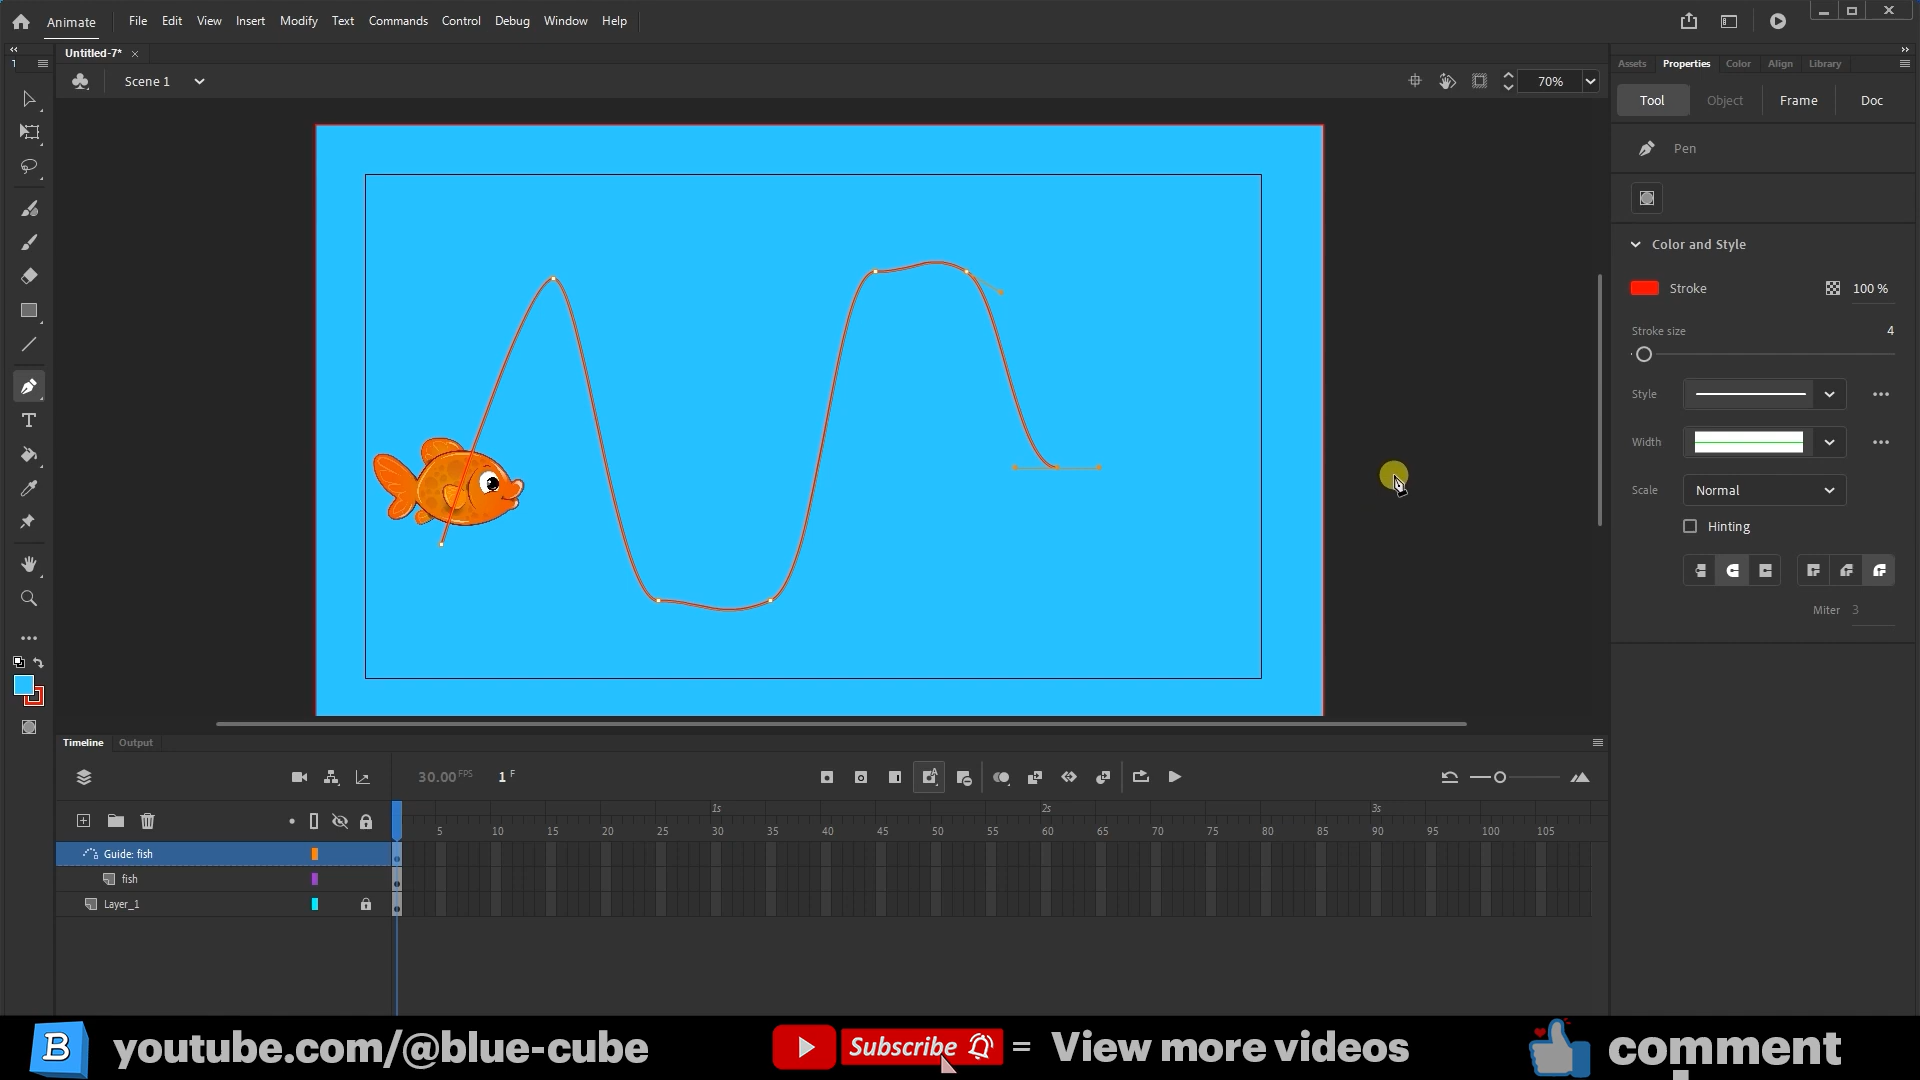 Animate File Edit View Insert Modify Text Commands Control Debug Window Help
Untitled-7*
Scene 1 70%
Assets Properties Color Align Library
Tool Object Frame Doc
Pen
Color and Style
Stroke 100 %
Stroke size 4
Style
Width
Scale Normal
Hinting
Miter 3
Timeline Output
30.00 FPS 1 F
1s 2s 3s
5 10 15 20 25 30 35 40 45 50 55 60 65 70 75 80 85 90 95 100 105
Guide: fish
fish
Layer_1
B youtube.com/@blue-cube Subscribe = View more videos comment